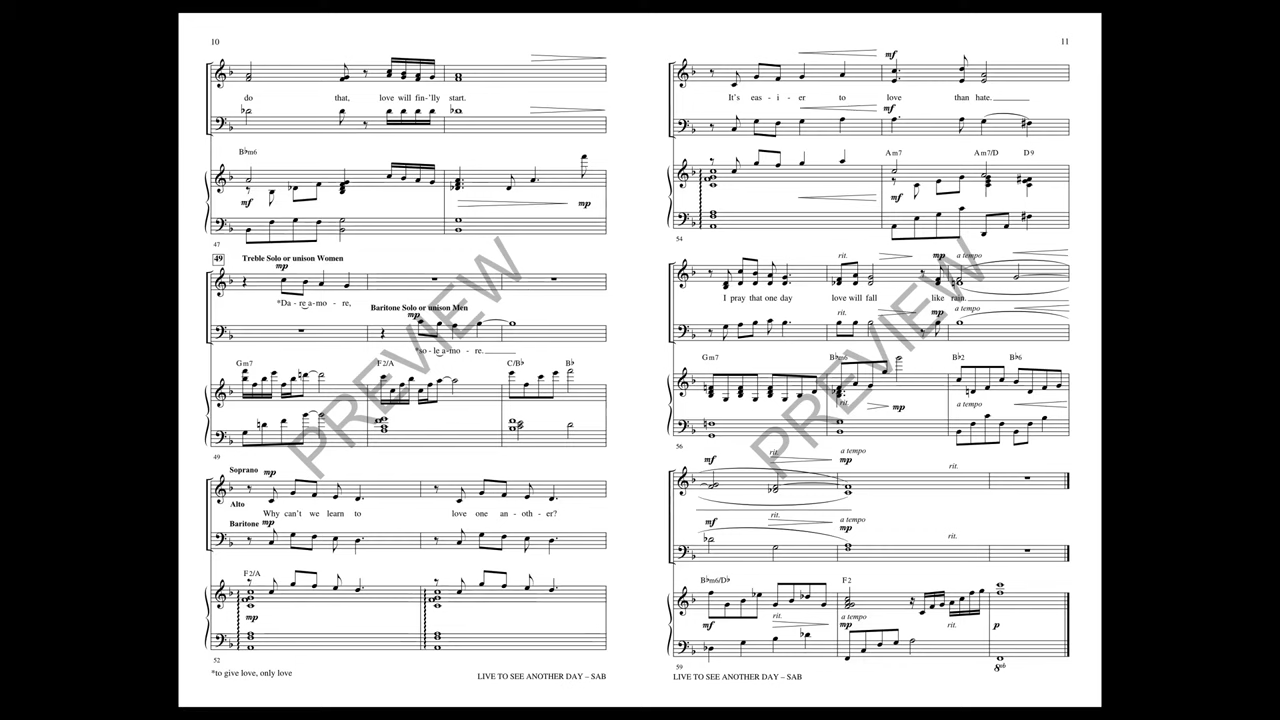 10
do that, love will fin-'lly start.
B♭m6
mf
mp
47
49 Treble Solo or unison Women
mp
*Da - re a-mo - re,
Baritone Solo or unison Men
mp
*so - le a-mo - re.
Gm7 F2/A C/B♭ B♭
49
Soprano mp
Alto
Why can't we learn to love one an - oth - er?
Baritone mp
F2/A
mp
52
*to give love, only love
LIVE TO SEE ANOTHER DAY – SAB
11
mf
It's eas - i - er to love than hate.
mf
Am7 Am7/D D9
mf
54
rit. mp a tempo
I pray that one day love will fall like rain.
rit. mp a tempo
Gm7 B♭m6 B♭2 B♭6
rit. mp a tempo
56
mf rit. mp a tempo rit.
mf rit. mp a tempo rit.
B♭m6/D♭ F2
mf rit. mp a tempo rit. p
59
8vb
LIVE TO SEE ANOTHER DAY – SAB
PREVIEW
PREVIEW